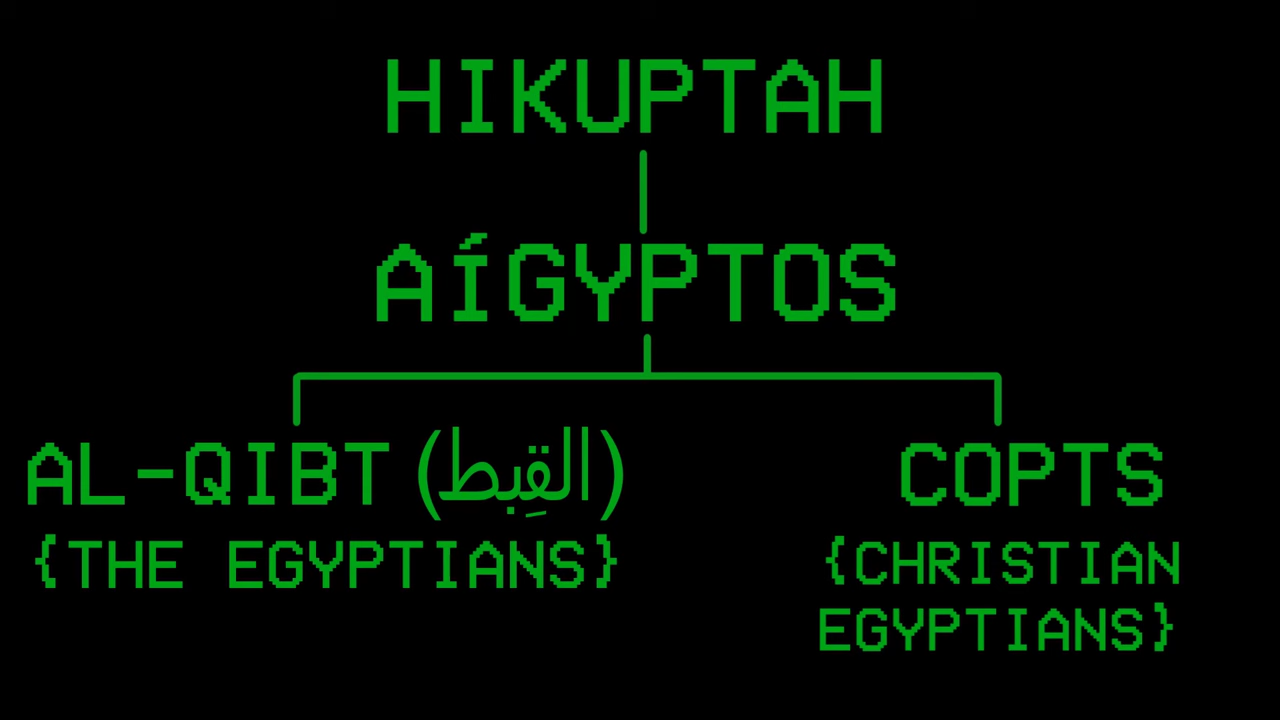 HIKUPTAH
AÍGYPTOS
AL-QIBT (القِبط)
{THE EGYPTIANS}
COPTS
{CHRISTIAN
EGYPTIANS}